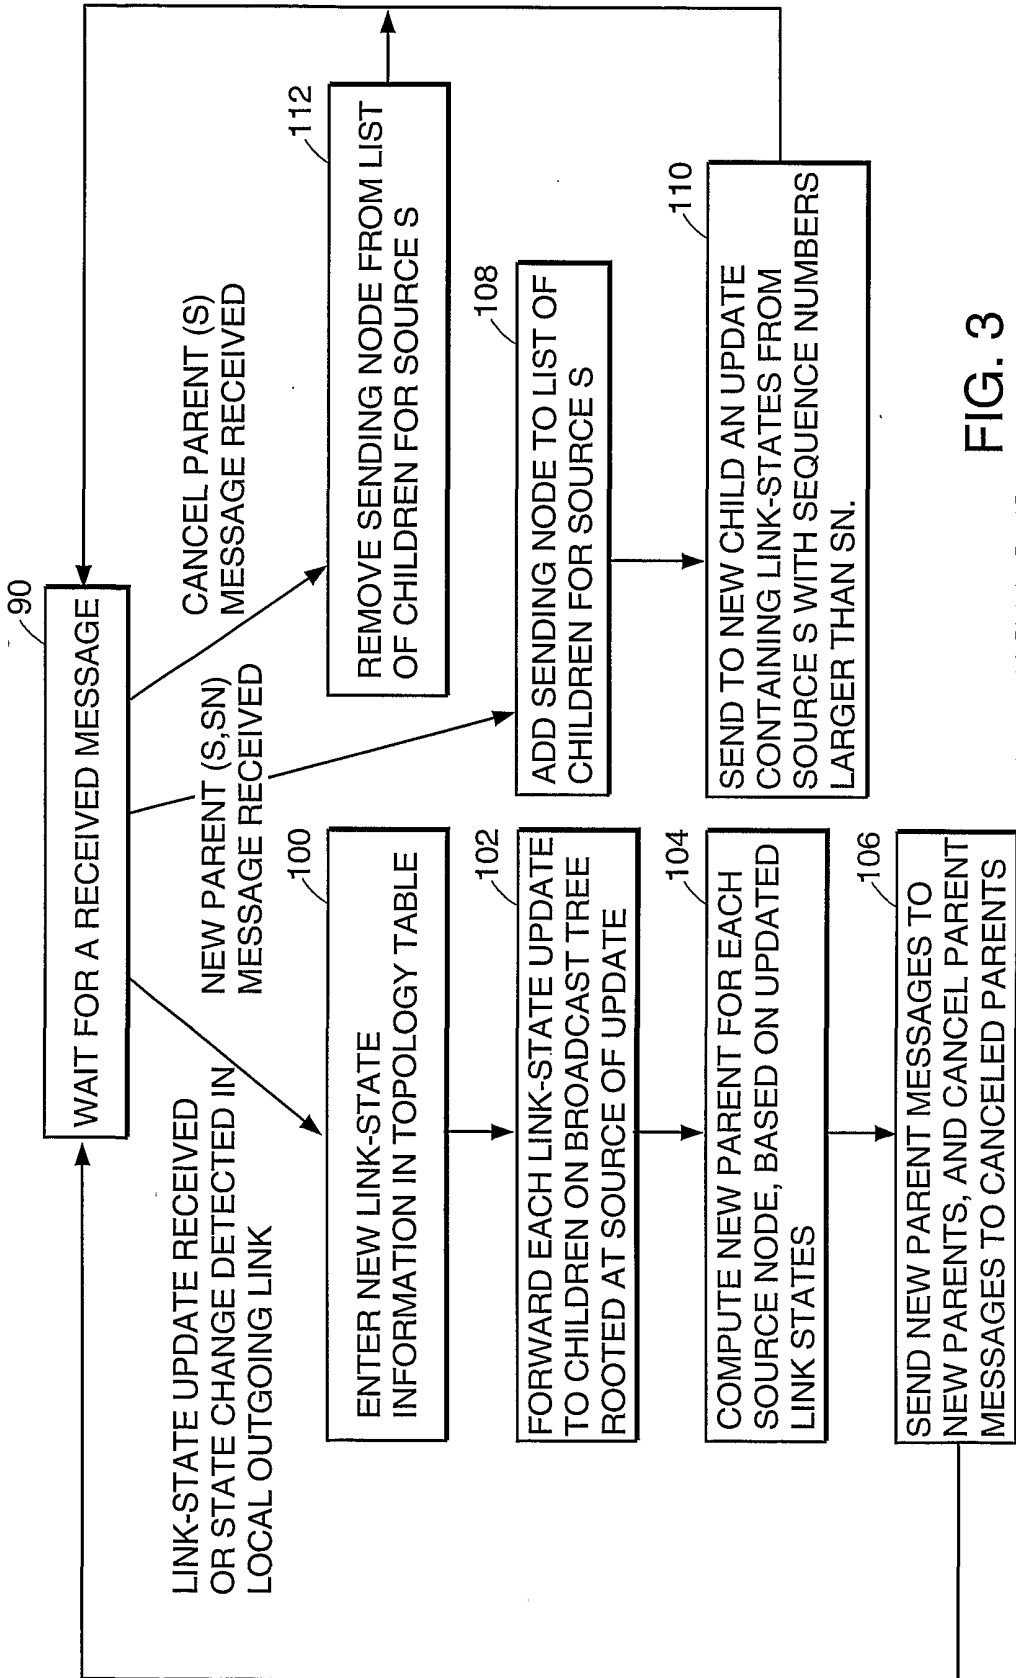 90
WAIT FOR A RECEIVED MESSAGE
LINK-STATE UPDATE RECEIVED
OR STATE CHANGE DETECTED IN
LOCAL OUTGOING LINK
NEW PARENT (S,SN)
MESSAGE RECEIVED
CANCEL PARENT (S)
MESSAGE RECEIVED
100
ENTER NEW LINK-STATE
INFORMATION IN TOPOLOGY TABLE
102
FORWARD EACH LINK-STATE UPDATE
TO CHILDREN ON BROADCAST TREE
ROOTED AT SOURCE OF UPDATE
104
COMPUTE NEW PARENT FOR EACH
SOURCE NODE, BASED ON UPDATED
LINK STATES
106
SEND NEW PARENT MESSAGES TO
NEW PARENTS, AND CANCEL PARENT
MESSAGES TO CANCELED PARENTS
108
ADD SENDING NODE TO LIST OF
CHILDREN FOR SOURCE S
110
SEND TO NEW CHILD AN UPDATE
CONTAINING LINK-STATES FROM
SOURCE S WITH SEQUENCE NUMBERS
LARGER THAN SN.
112
REMOVE SENDING NODE FROM LIST
OF CHILDREN FOR SOURCE S
FIG. 3